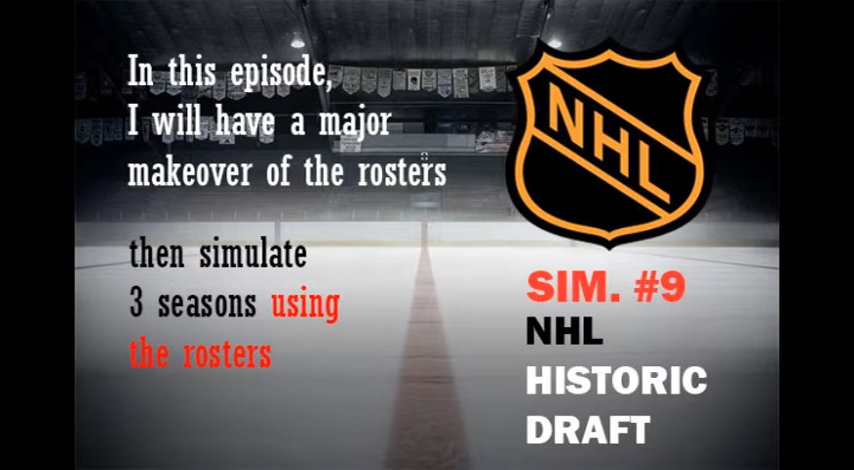 In this episode,
I will have a major
makeover of the rosters
then simulate
3 seasons using
the rosters
NHL
SIM. #9
NHL
HISTORIC
DRAFT